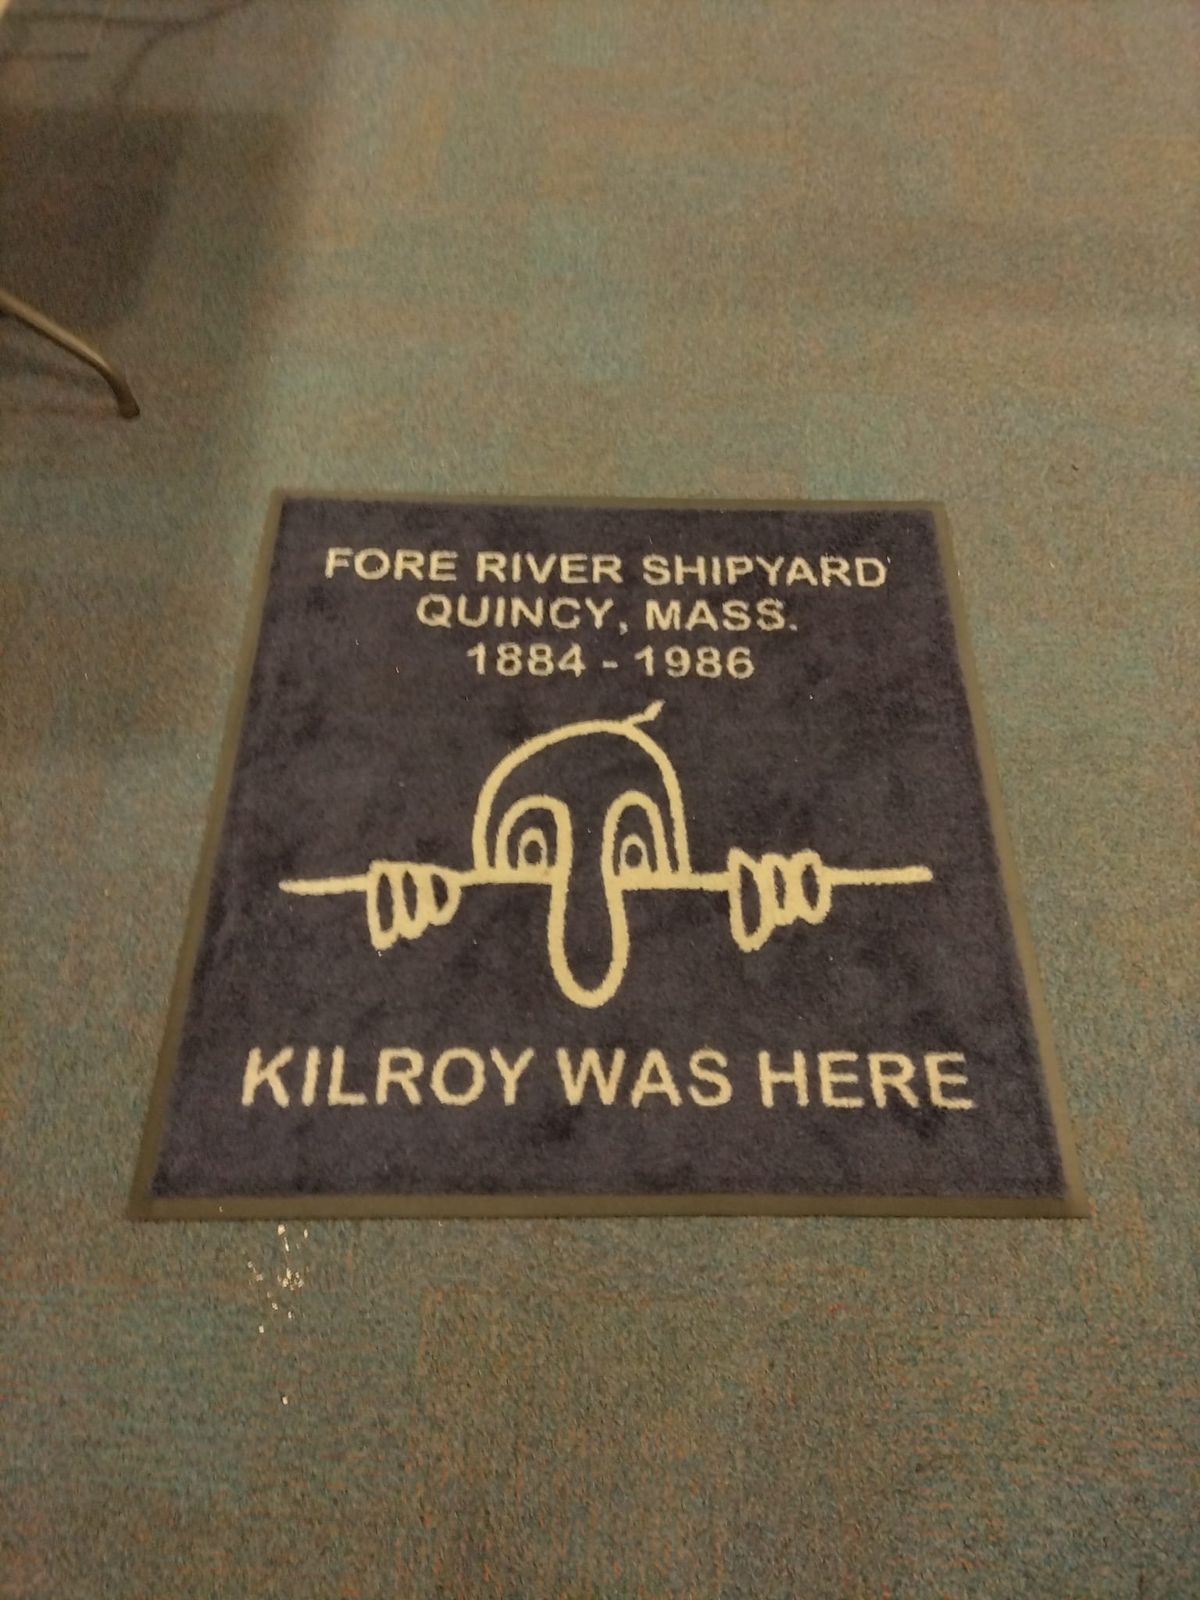 FORE RIVER SHIPYARD
QUINCY, MASS.
1884 - 1986
KILROY WAS HERE